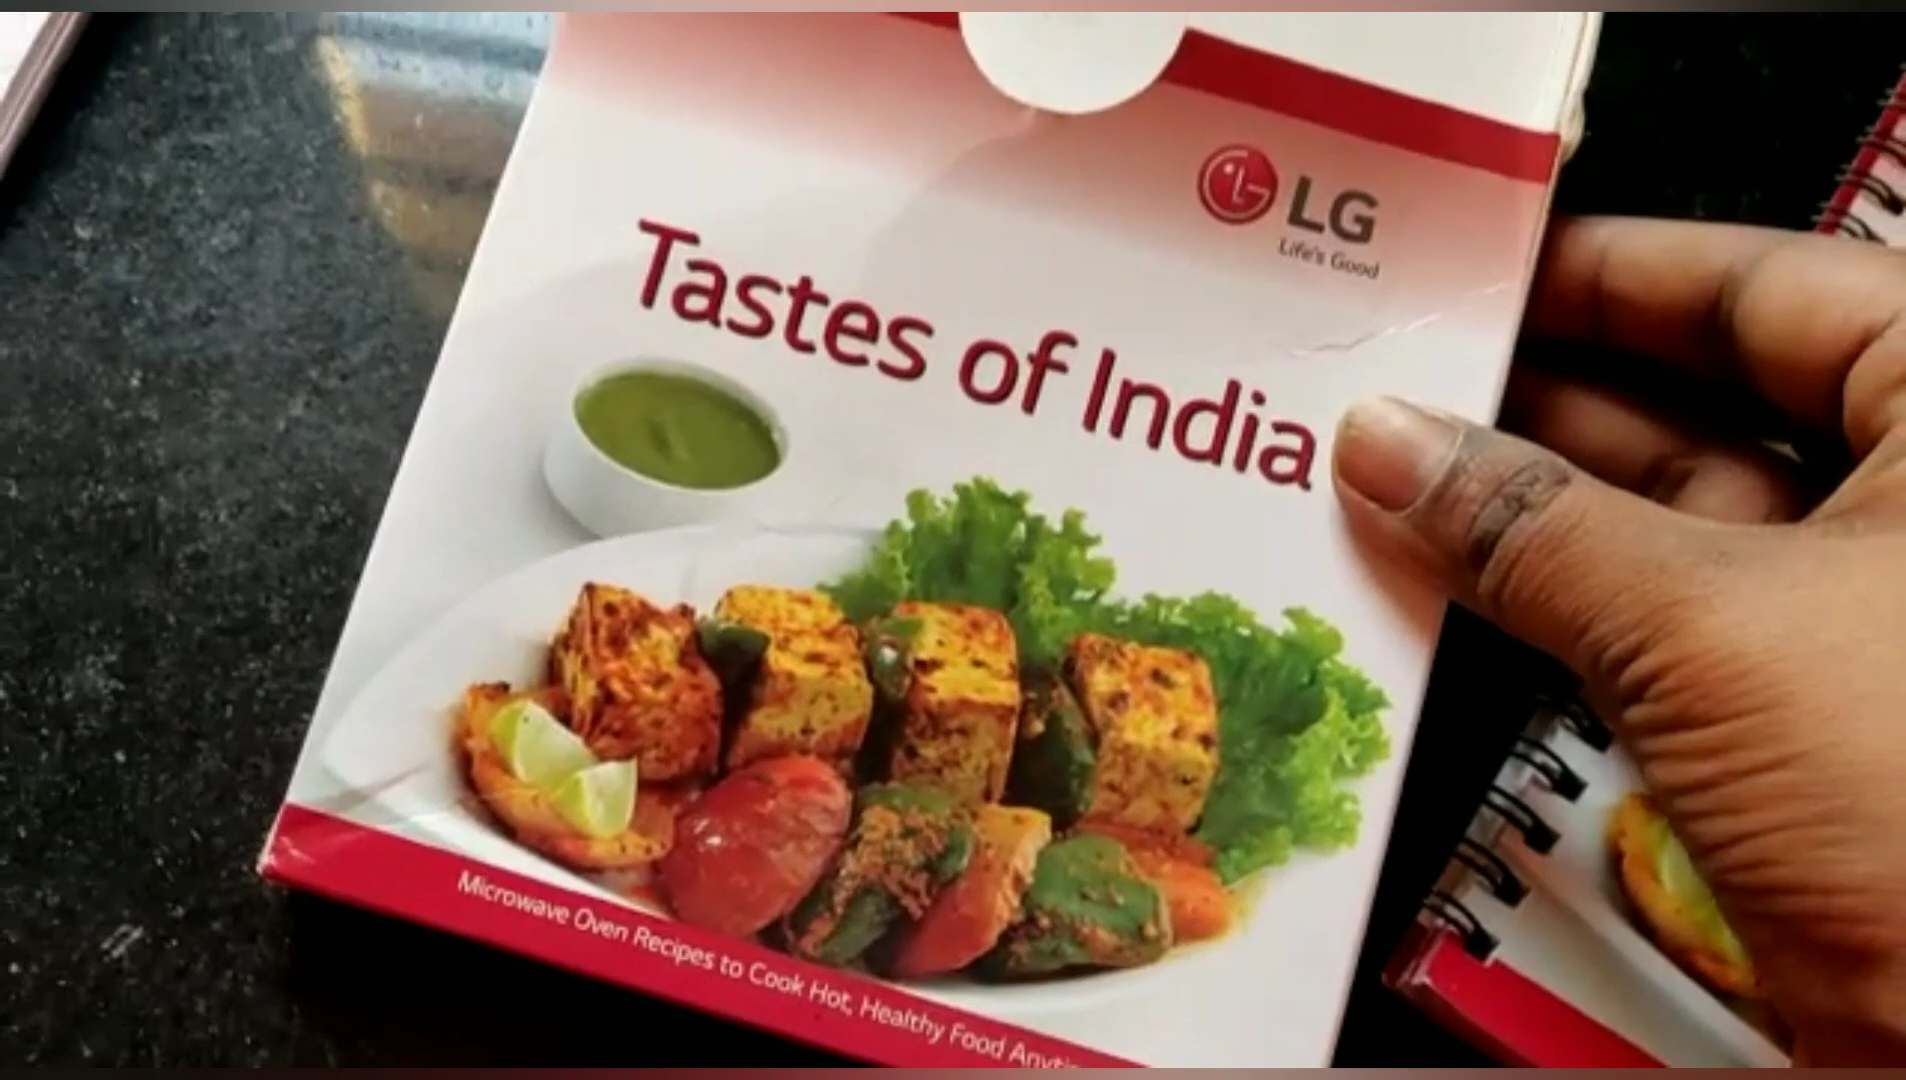 LG
Life's Good
Tastes of India
Microwave Oven Recipes to Cook Hot, Healthy Food